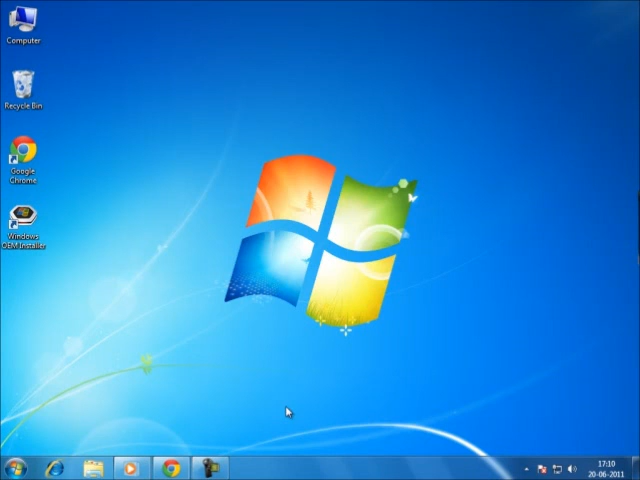 Computer
Recycle Bin
Google
Chrome
Windows
OEM Installer
17:10
20-06-2011